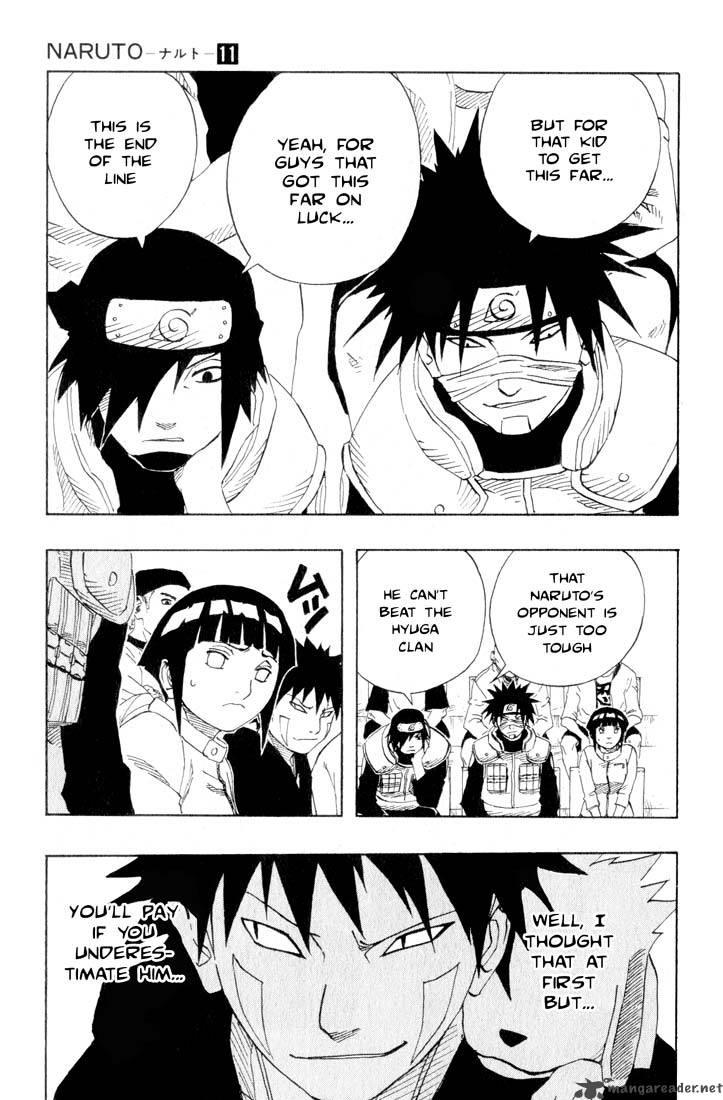 NARUTO―ナルト―11
BUT FOR
THAT KID
TO GET
THIS FAR...
YEAH, FOR
GUYS THAT
GOT THIS
FAR ON
LUCK...
THIS IS
THE END
OF THE
LINE
THAT
NARUTO'S
OPPONENT IS
JUST TOO
TOUGH
HE CAN'T
BEAT THE
HYUGA
CLAN
ムッ
WELL, I
THOUGHT
THAT AT
FIRST
BUT...
YOU'LL PAY
IF YOU
UNDERES-
TIMATE HIM...
mangareader.net